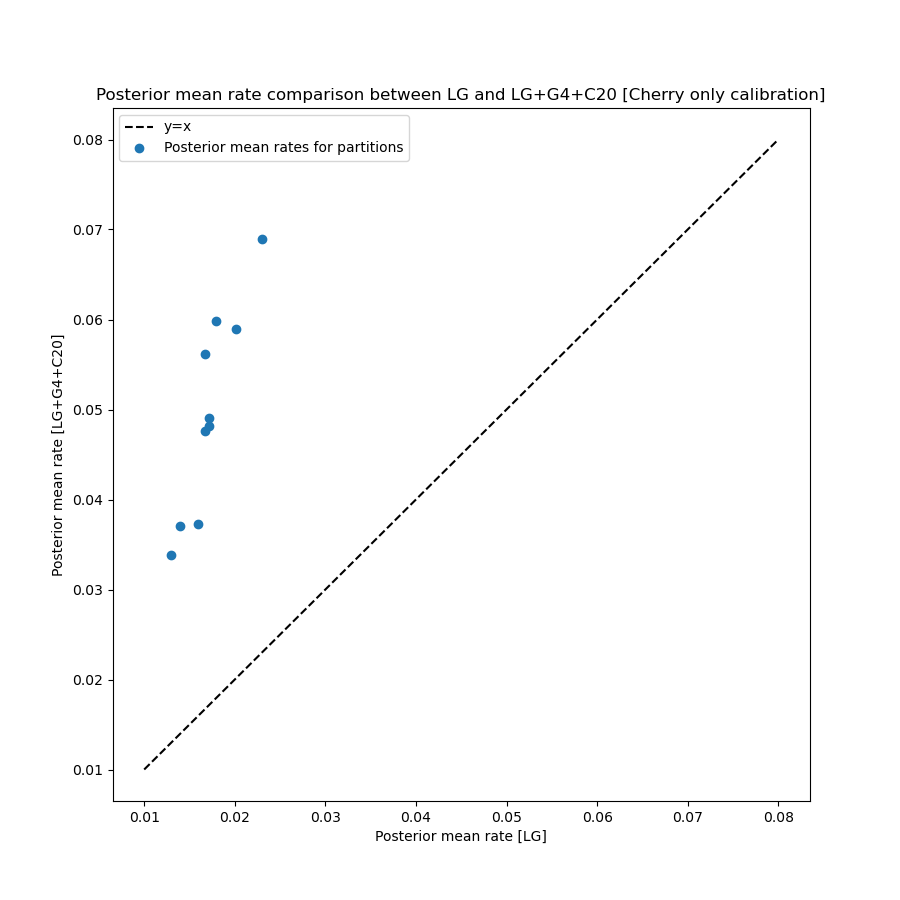 Posterior mean rate comparison between LG and LG+G4+C20 [Cherry only calibration]
y=x
Posterior mean rates for partitions
0.08
0.07
0.06
0.05
0.04
0.03
0.02
0.01
Posterior mean rate [LG+G4+C20]
0.01 0.02 0.03 0.04 0.05 0.06 0.07 0.08
Posterior mean rate [LG]